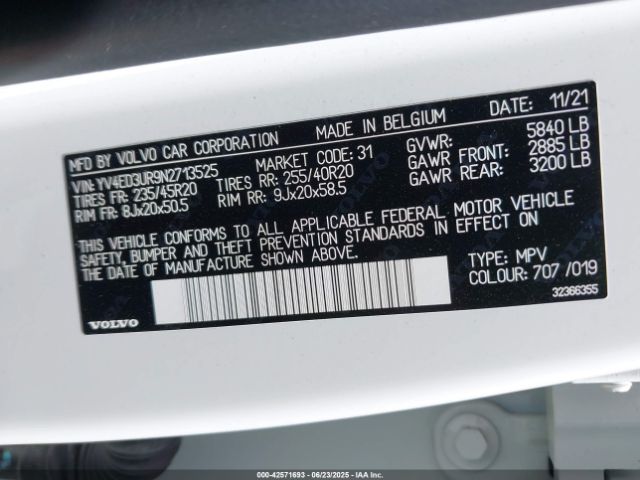 MFD BY VOLVO CAR CORPORATION MADE IN BELGIUM DATE: 11/21
VIN: YV4ED3UR9N2713525 MARKET CODE: 31 GVWR: 5840 LB
TIRES FR: 235/45R20 TIRES RR: 255/40R20 GAWR FRONT: 2885 LB
RIM FR: 8Jx20x50.5 RIM RR: 9Jx20x58.5 GAWR REAR: 3200 LB
THIS VEHICLE CONFORMS TO ALL APPLICABLE FEDERAL MOTOR VEHICLE
SAFETY, BUMPER AND THEFT PREVENTION STANDARDS IN EFFECT ON
THE DATE OF MANUFACTURE SHOWN ABOVE.
TYPE: MPV
COLOUR: 707 /019
VOLVO
32366355
000-42571693 - 06/23/2025 - IAAI.CA